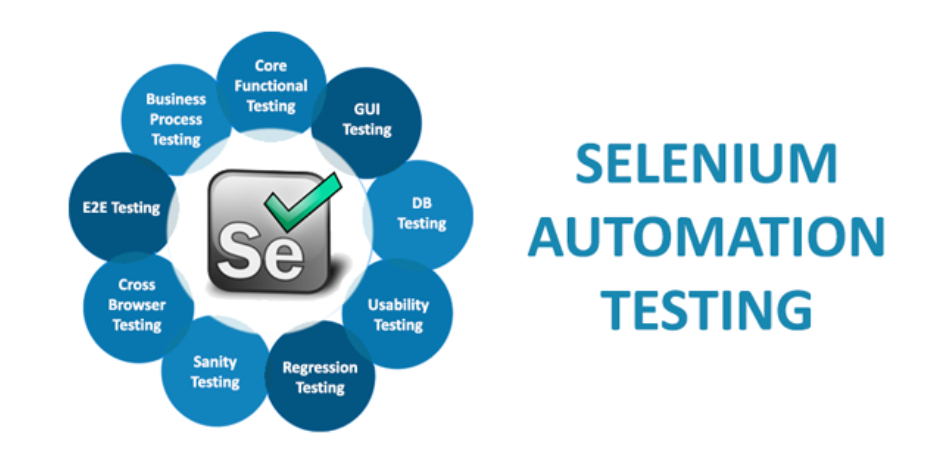 Core
Functional
Testing
GUI
Testing
DB
Testing
Usability
Testing
Regression
Testing
Sanity
Testing
Cross
Browser
Testing
E2E Testing
Business
Process
Testing
Se
SELENIUM
AUTOMATION
TESTING